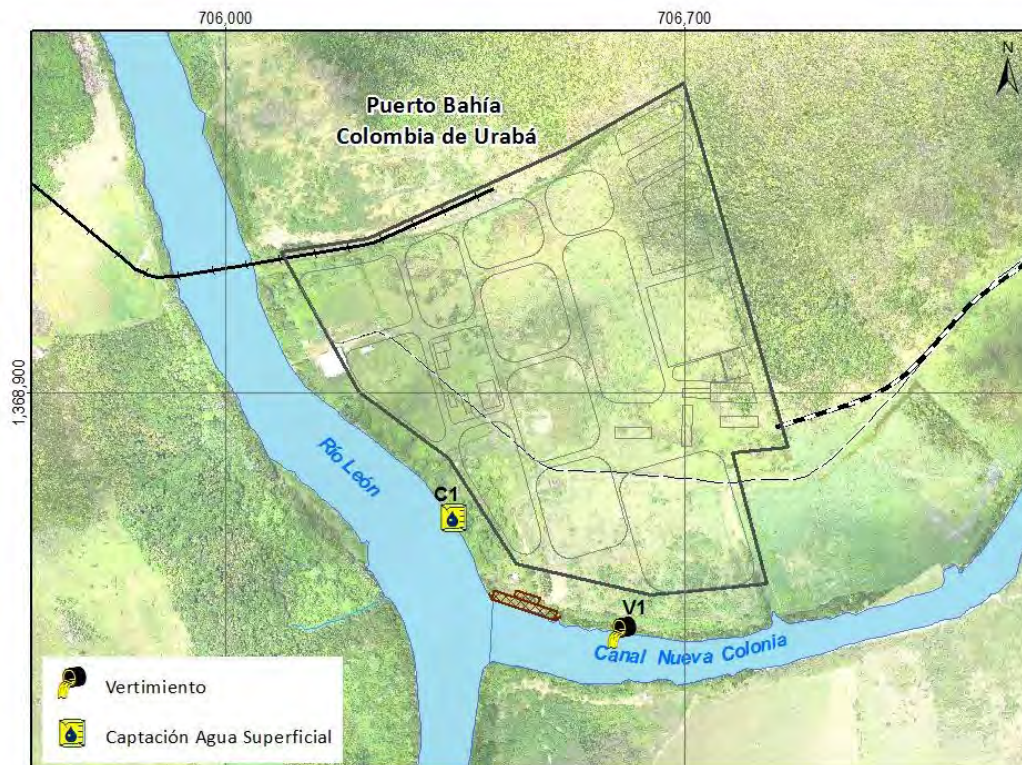 706,000
706,700
N
Puerto Bahía
Colombia de Urabá
1,368,900
Río León
C1
V1
Canal Nueva Colonia
Vertimiento
Captación Agua Superficial